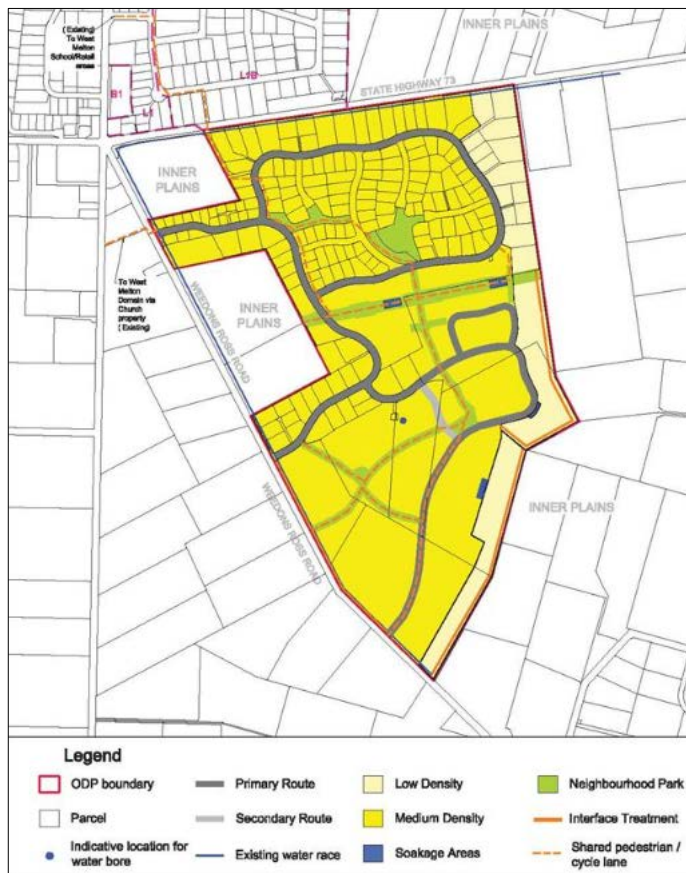 ( Existing)
To West
Melton
School/Retail
areas
INNER PLAINS
B1
L1
L1B
STATE HIGHWAY 73
INNER
PLAINS
To West
Melton
Domain via
Church
property
( Existing)
WEEDONS ROSS ROAD
INNER
PLAINS
WEEDONS ROSS ROAD
INNER PLAINS
Legend
ODP boundary
Primary Route
Low Density
Neighbourhood Park
Parcel
Secondary Route
Medium Density
Interface Treatment
Indicative location for
water bore
Existing water race
Soakage Areas
Shared pedestrian /
cycle lane